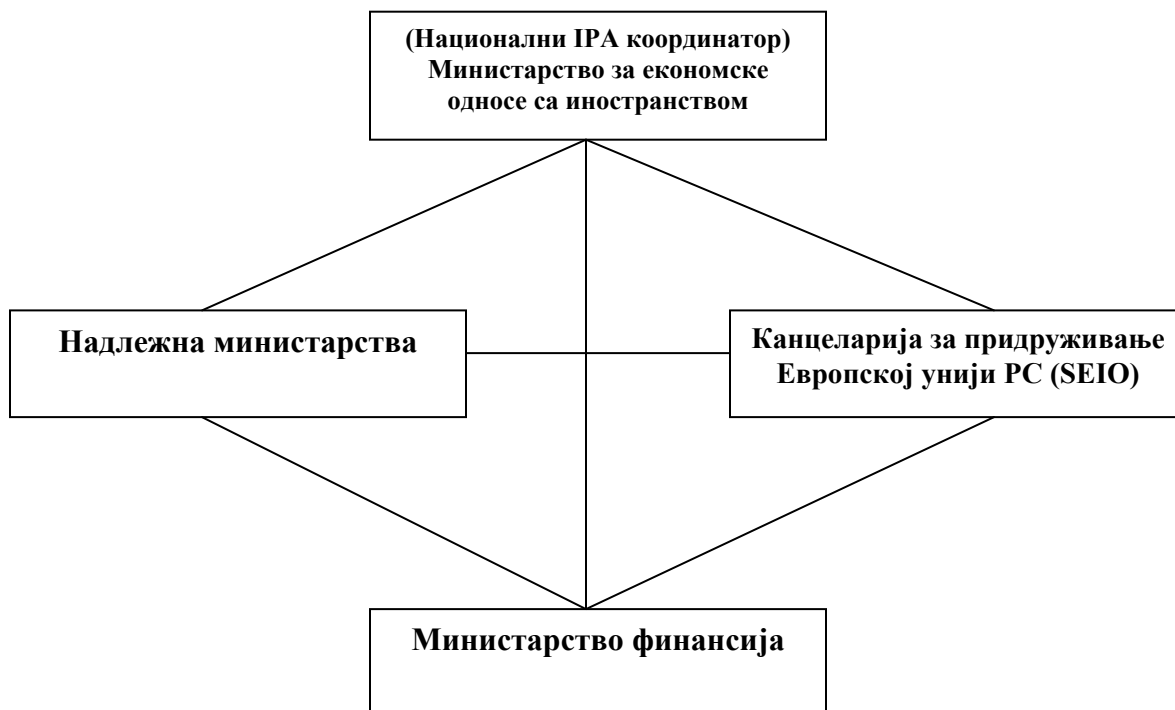 (Национални IPA координатор)
Министарство за економске
односе са иностранством
Надлежна министарства
Канцеларија за придруживање
Европској унији РС (SEIO)
Министарство финансија